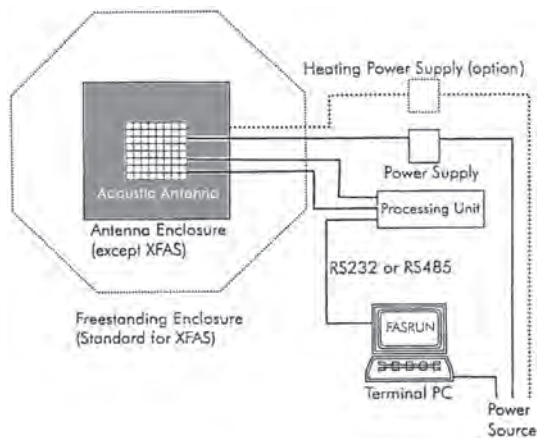 Heating Power Supply (option)
Power Supply
Acoustic Antenna
Processing Unit
Antenna Enclosure
(except XFAS)
RS232 or RS485
Freestanding Enclosure
(Standard for XFAS)
FASRUN
Terminal PC
Power
Source